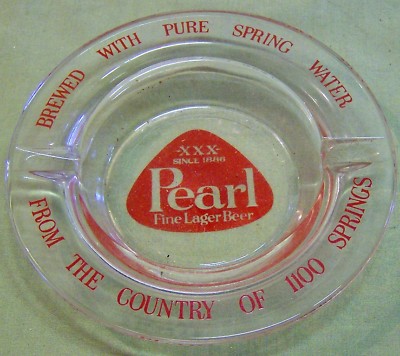 BREWED WITH PURE SPRING WATER
-XXX-
SINCE 1886
Pearl
Fine Lager Beer
FROM THE COUNTRY OF 1100 SPRINGS